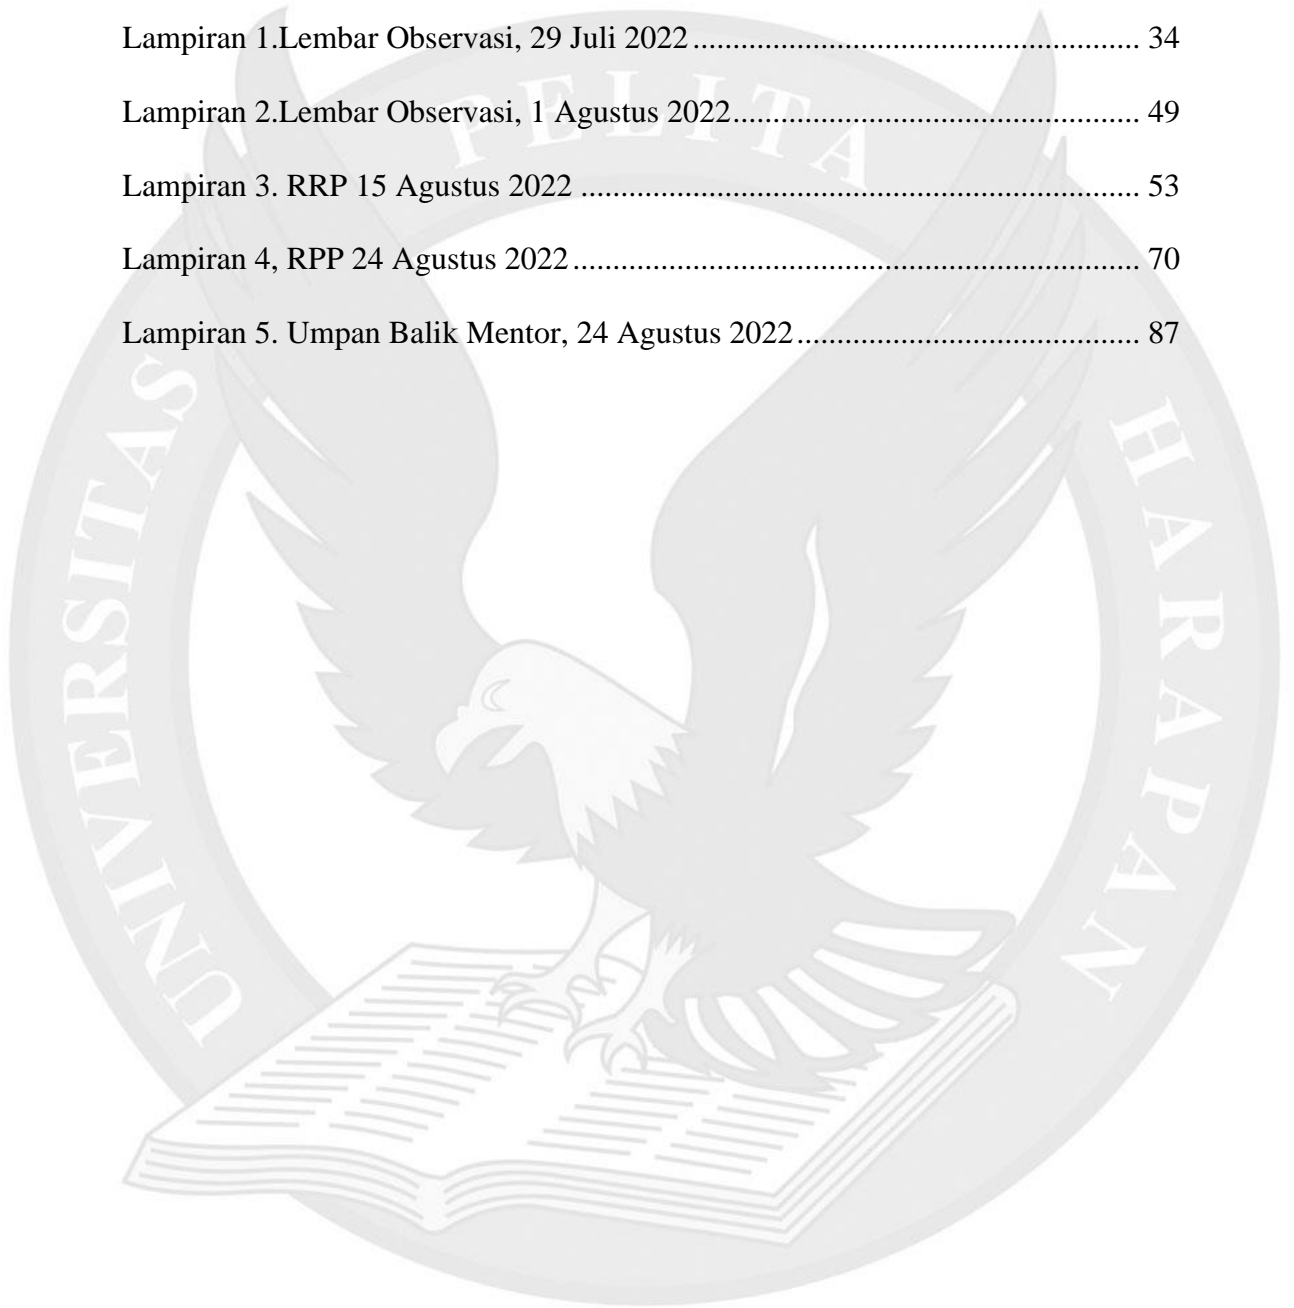 Lampiran 1.Lembar Observasi, 29 Juli 2022 ......................................................... 34
Lampiran 2.Lembar Observasi, 1 Agustus 2022.................................................... 49
Lampiran 3. RRP 15 Agustus 2022 ....................................................................... 53
Lampiran 4, RPP 24 Agustus 2022........................................................................ 70
Lampiran 5. Umpan Balik Mentor, 24 Agustus 2022............................................ 87
UNIVERSITAS PELITA HARAPAN